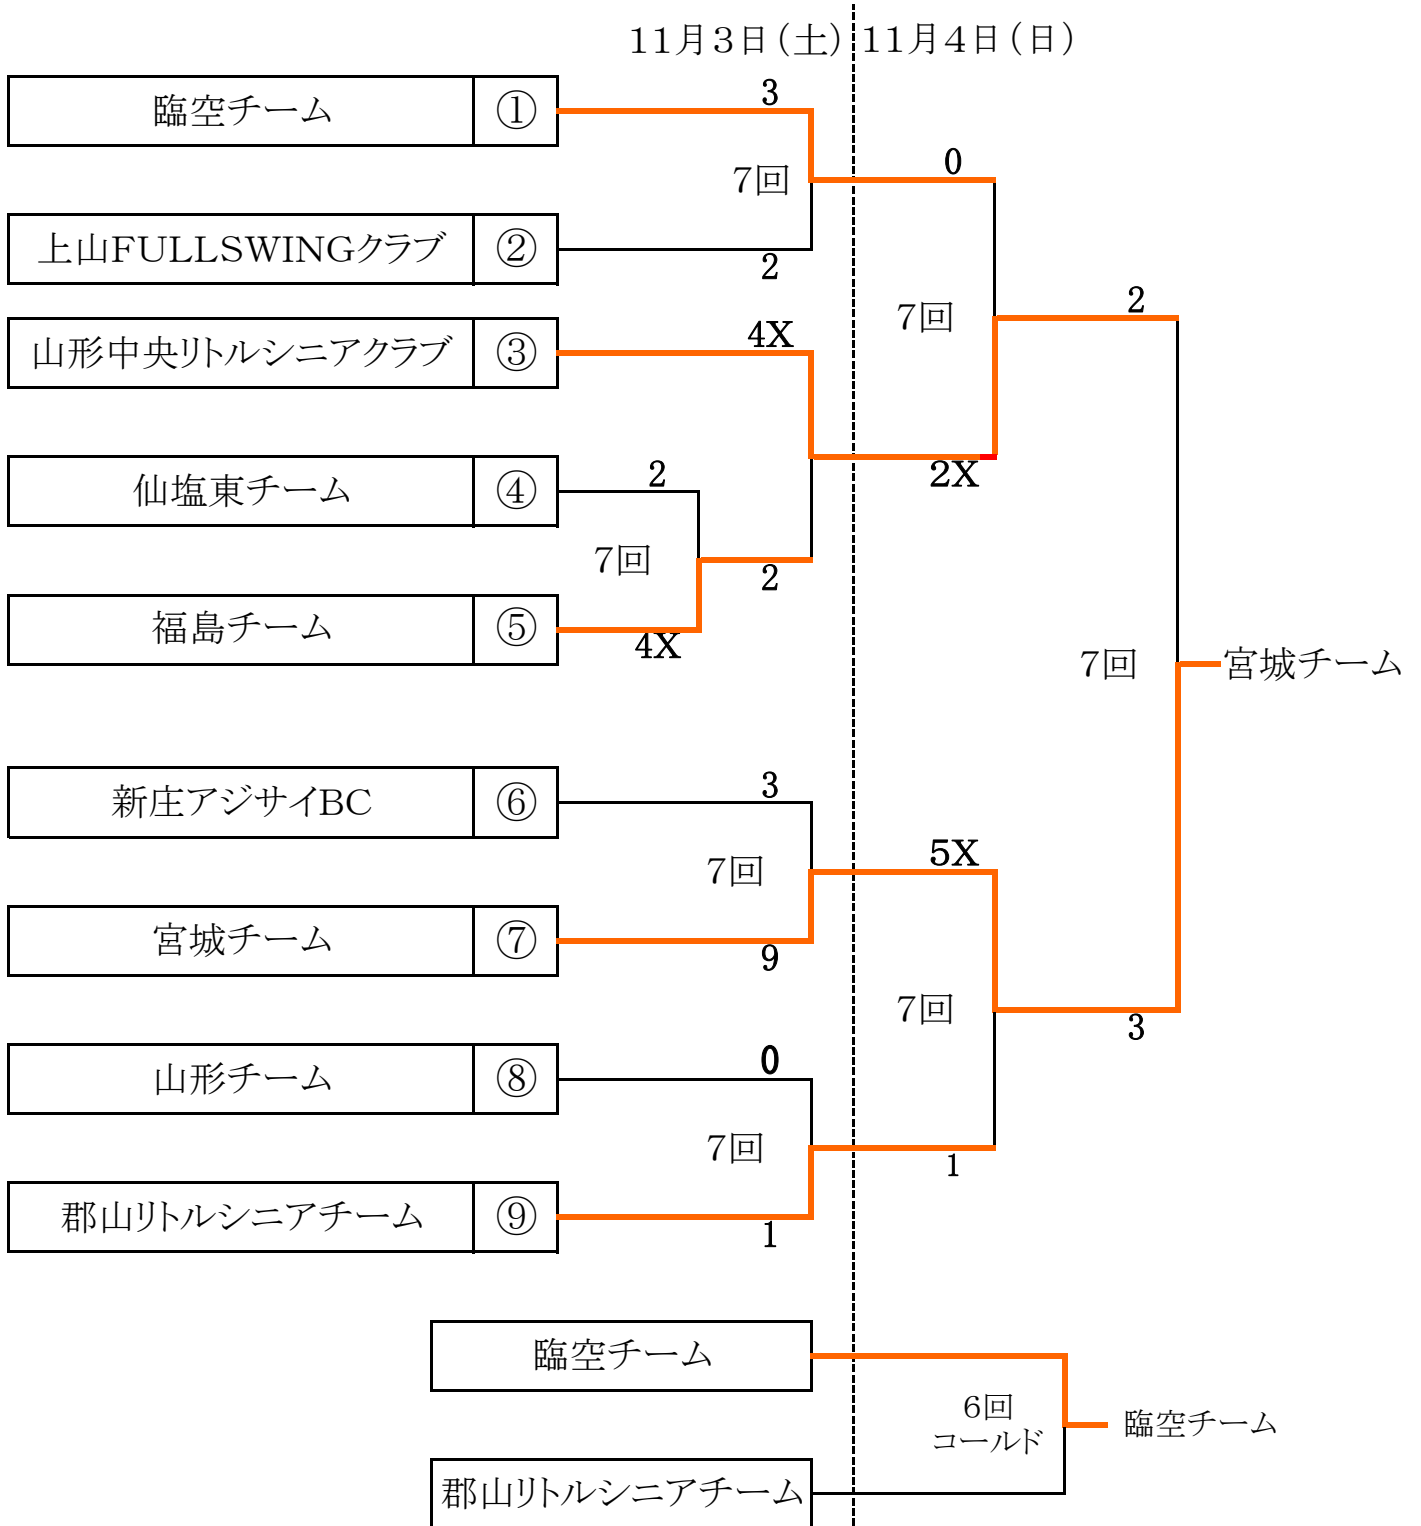 11月3日(土)
11月4日(日)
臨空チーム ①
3
7回
0
上山FULLSWINGクラブ ②
2
7回
2
山形中央リトルシニアクラブ ③
4X
2X
仙塩東チーム ④
2
7回
2
福島チーム ⑤
4X
7回
宮城チーム
新庄アジサイBC ⑥
3
7回
5X
宮城チーム ⑦
9
7回
3
山形チーム ⑧
0
7回
1
郡山リトルシニアチーム ⑨
1
臨空チーム
6回
コールド
臨空チーム
郡山リトルシニアチーム